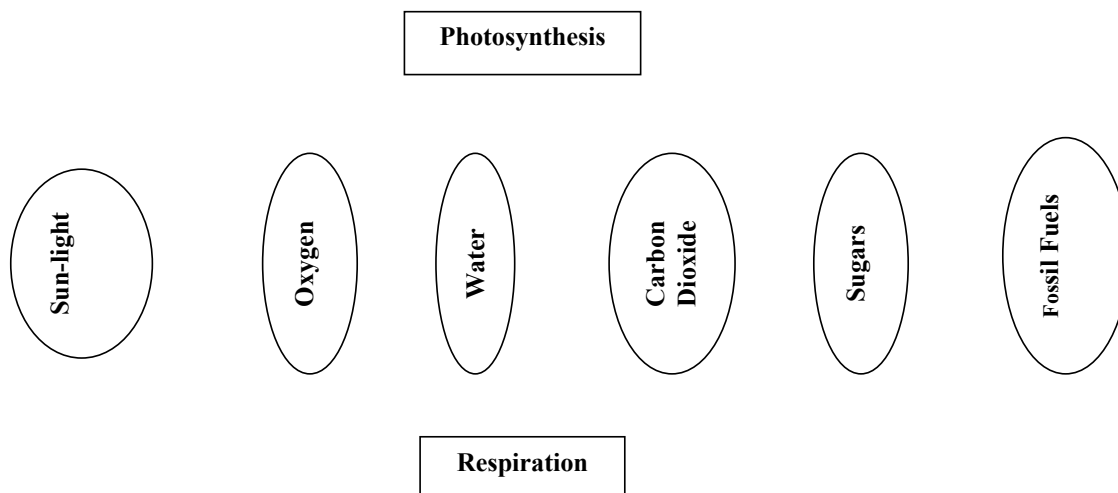 Photosynthesis
Sun-light
Oxygen
Water
Carbon
Dioxide
Sugars
Fossil Fuels
Respiration